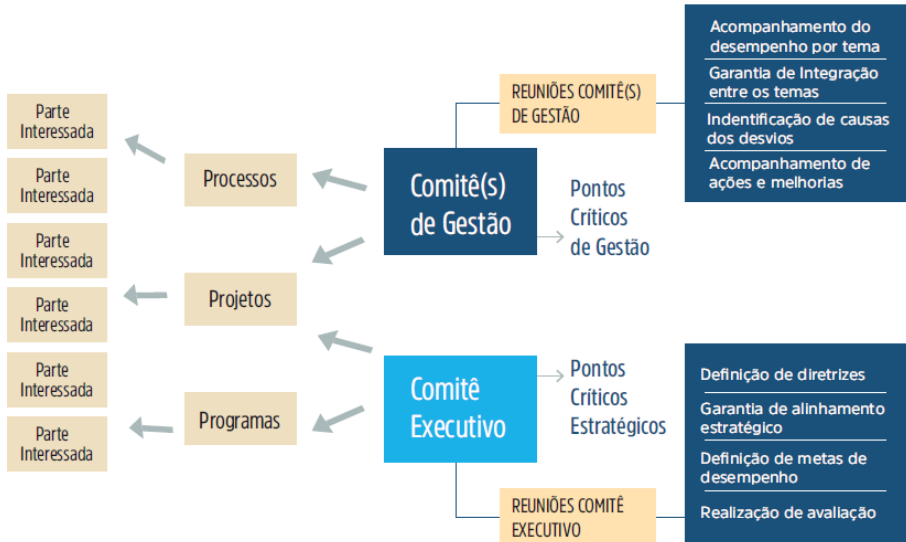 Parte
Interessada
Parte
Interessada
Parte
Interessada
Parte
Interessada
Parte
Interessada
Parte
Interessada
Processos
Projetos
Programas
Comitê(s)
de Gestão
Comitê
Executivo
REUNIÕES COMITÊ(S)
DE GESTÃO
Pontos
Críticos
de Gestão
Pontos
Críticos
Estratégicos
REUNIÕES COMITÊ
EXECUTIVO
Acompanhamento do
desempenho por tema
Garantia de Integração
entre os temas
Indentificação de causas
dos desvios
Acompanhamento de
ações e melhorias
Definição de diretrizes
Garantia de alinhamento
estratégico
Definição de metas de
desempenho
Realização de avaliação